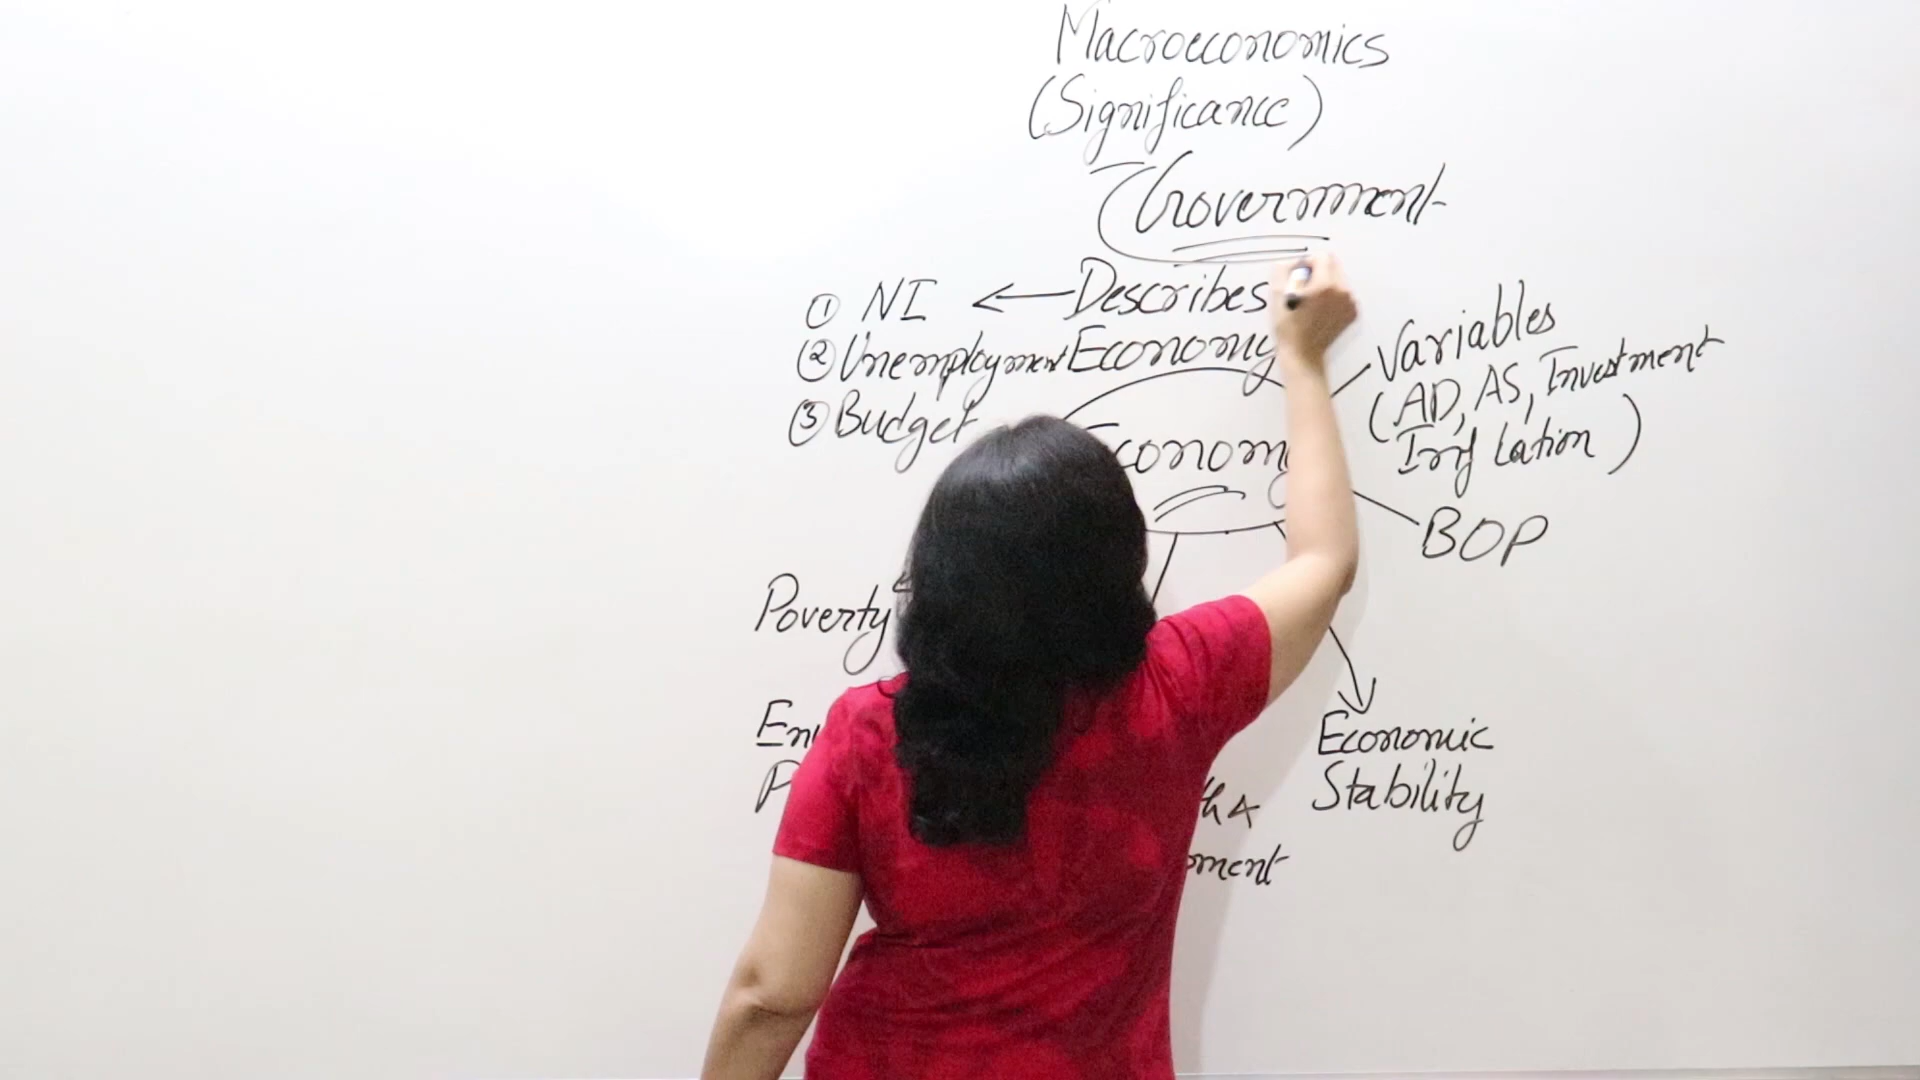 Macroeconomics
(Significance)
Government
① NI ← Describes
② Unemployment Economy
③ Budget
Variables
(AD, AS, Investment
Inflation)
Econom
BOP
Poverty
Economic
Stability